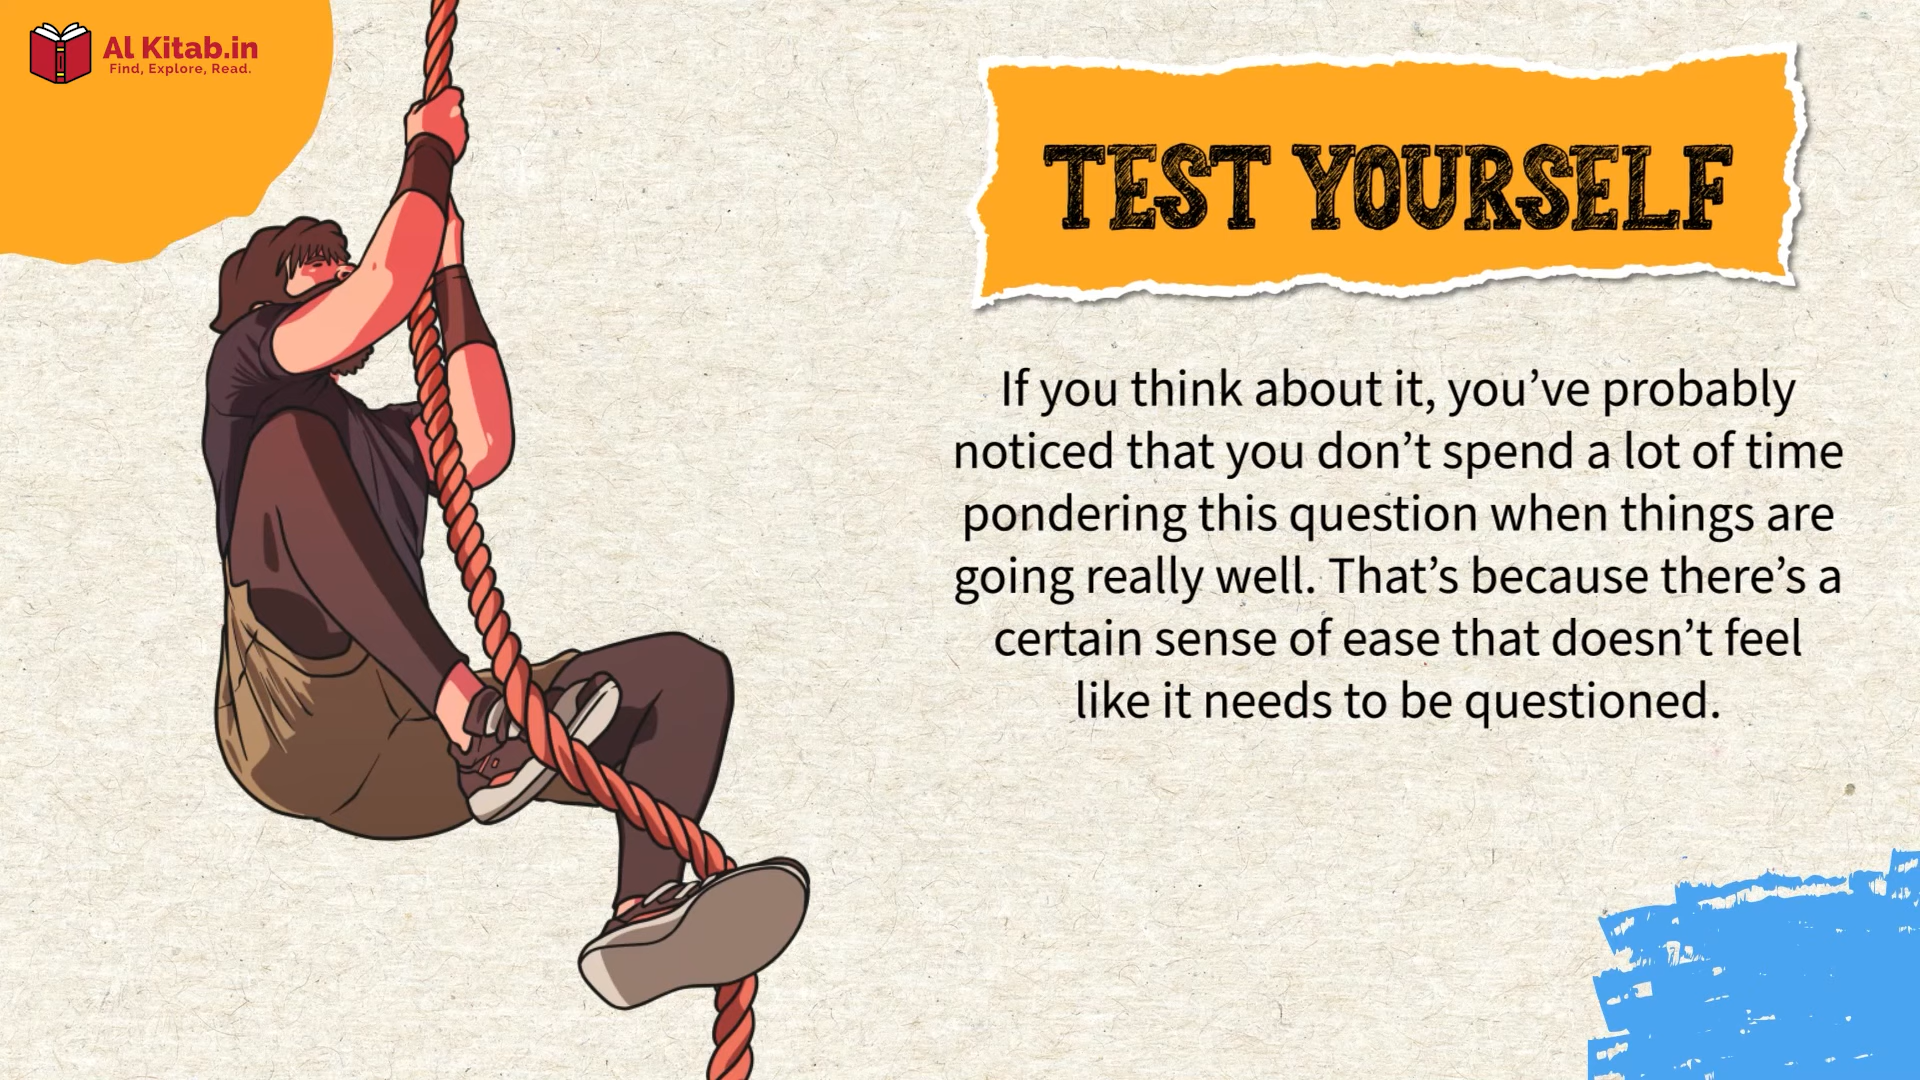 Al Kitab.in
Find, Explore, Read.
TEST YOURSELF
If you think about it, you’ve probably
noticed that you don’t spend a lot of time
pondering this question when things are
going really well. That’s because there’s a
certain sense of ease that doesn’t feel
like it needs to be questioned.